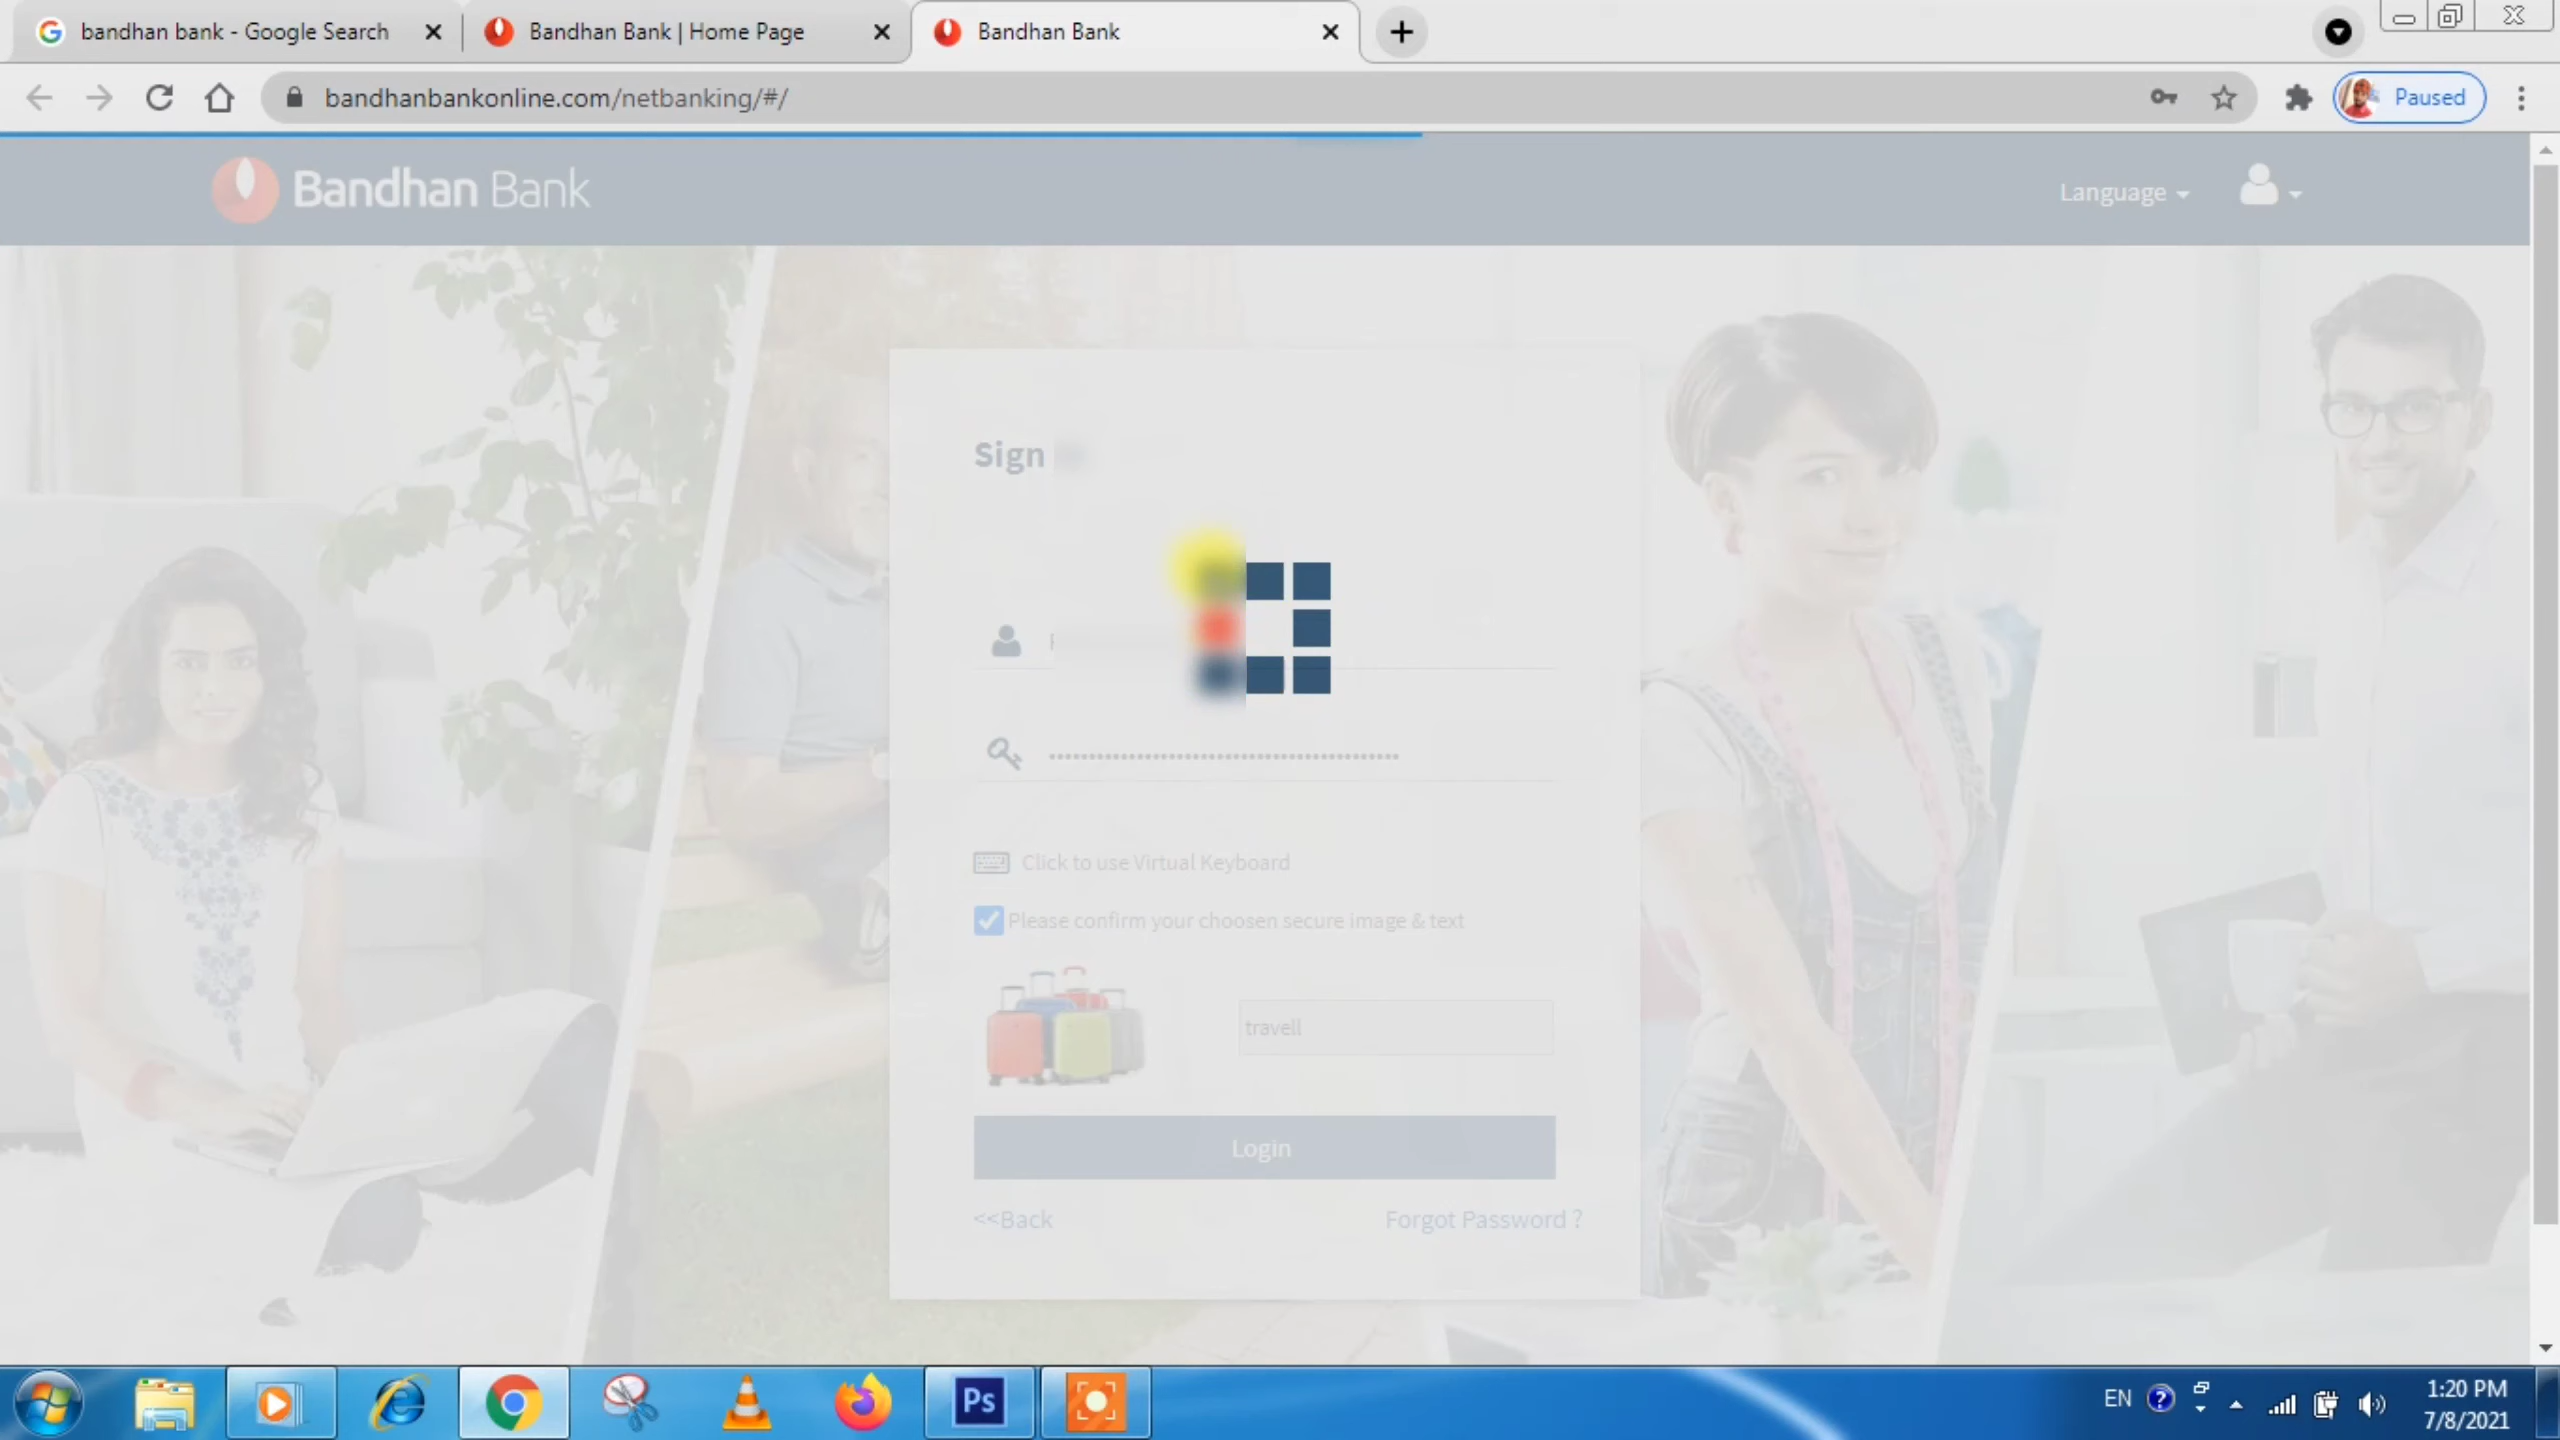 bandhan bank - Google Search
Bandhan Bank | Home Page
Bandhan Bank
bandhanbankonline.com/netbanking/#/
Paused
Bandhan Bank
Language
Sign
Click to use Virtual Keyboard
Please confirm your choosen secure image & text
travell
Login
<<Back
Forgot Password ?
Ps
EN
1:20 PM
7/8/2021